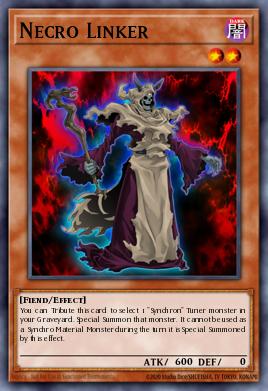 Necro Linker
DARK
闇
[Fiend/Effect]
You can Tribute this card to select 1 "Synchron" Tuner monster in
your Graveyard. Special Summon that monster. It cannot be used as
a Synchro Material Monster during the turn it is Special Summoned
by this effect.
ATK/ 600 DEF/ 0